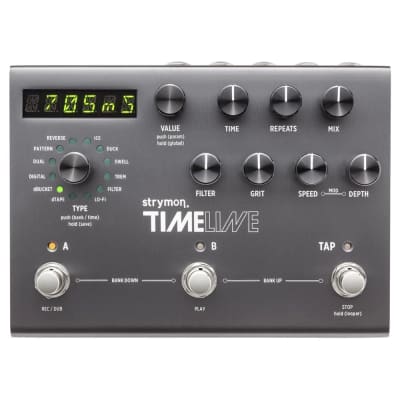 705mS
VALUE
push (param)
hold (global)
TIME
REPEATS
MIX
REVERSE
ICE
PATTERN
DUCK
DUAL
SWELL
DIGITAL
TREM
dBUCKET
FILTER
dTAPE
LO-FI
TYPE
push (bank / time)
hold (save)
FILTER
GRIT
SPEED
MOD
DEPTH
strymon.
TIMELINE
A
B
TAP
BANK DOWN
BANK UP
REC / DUB
PLAY
STOP
hold (looper)